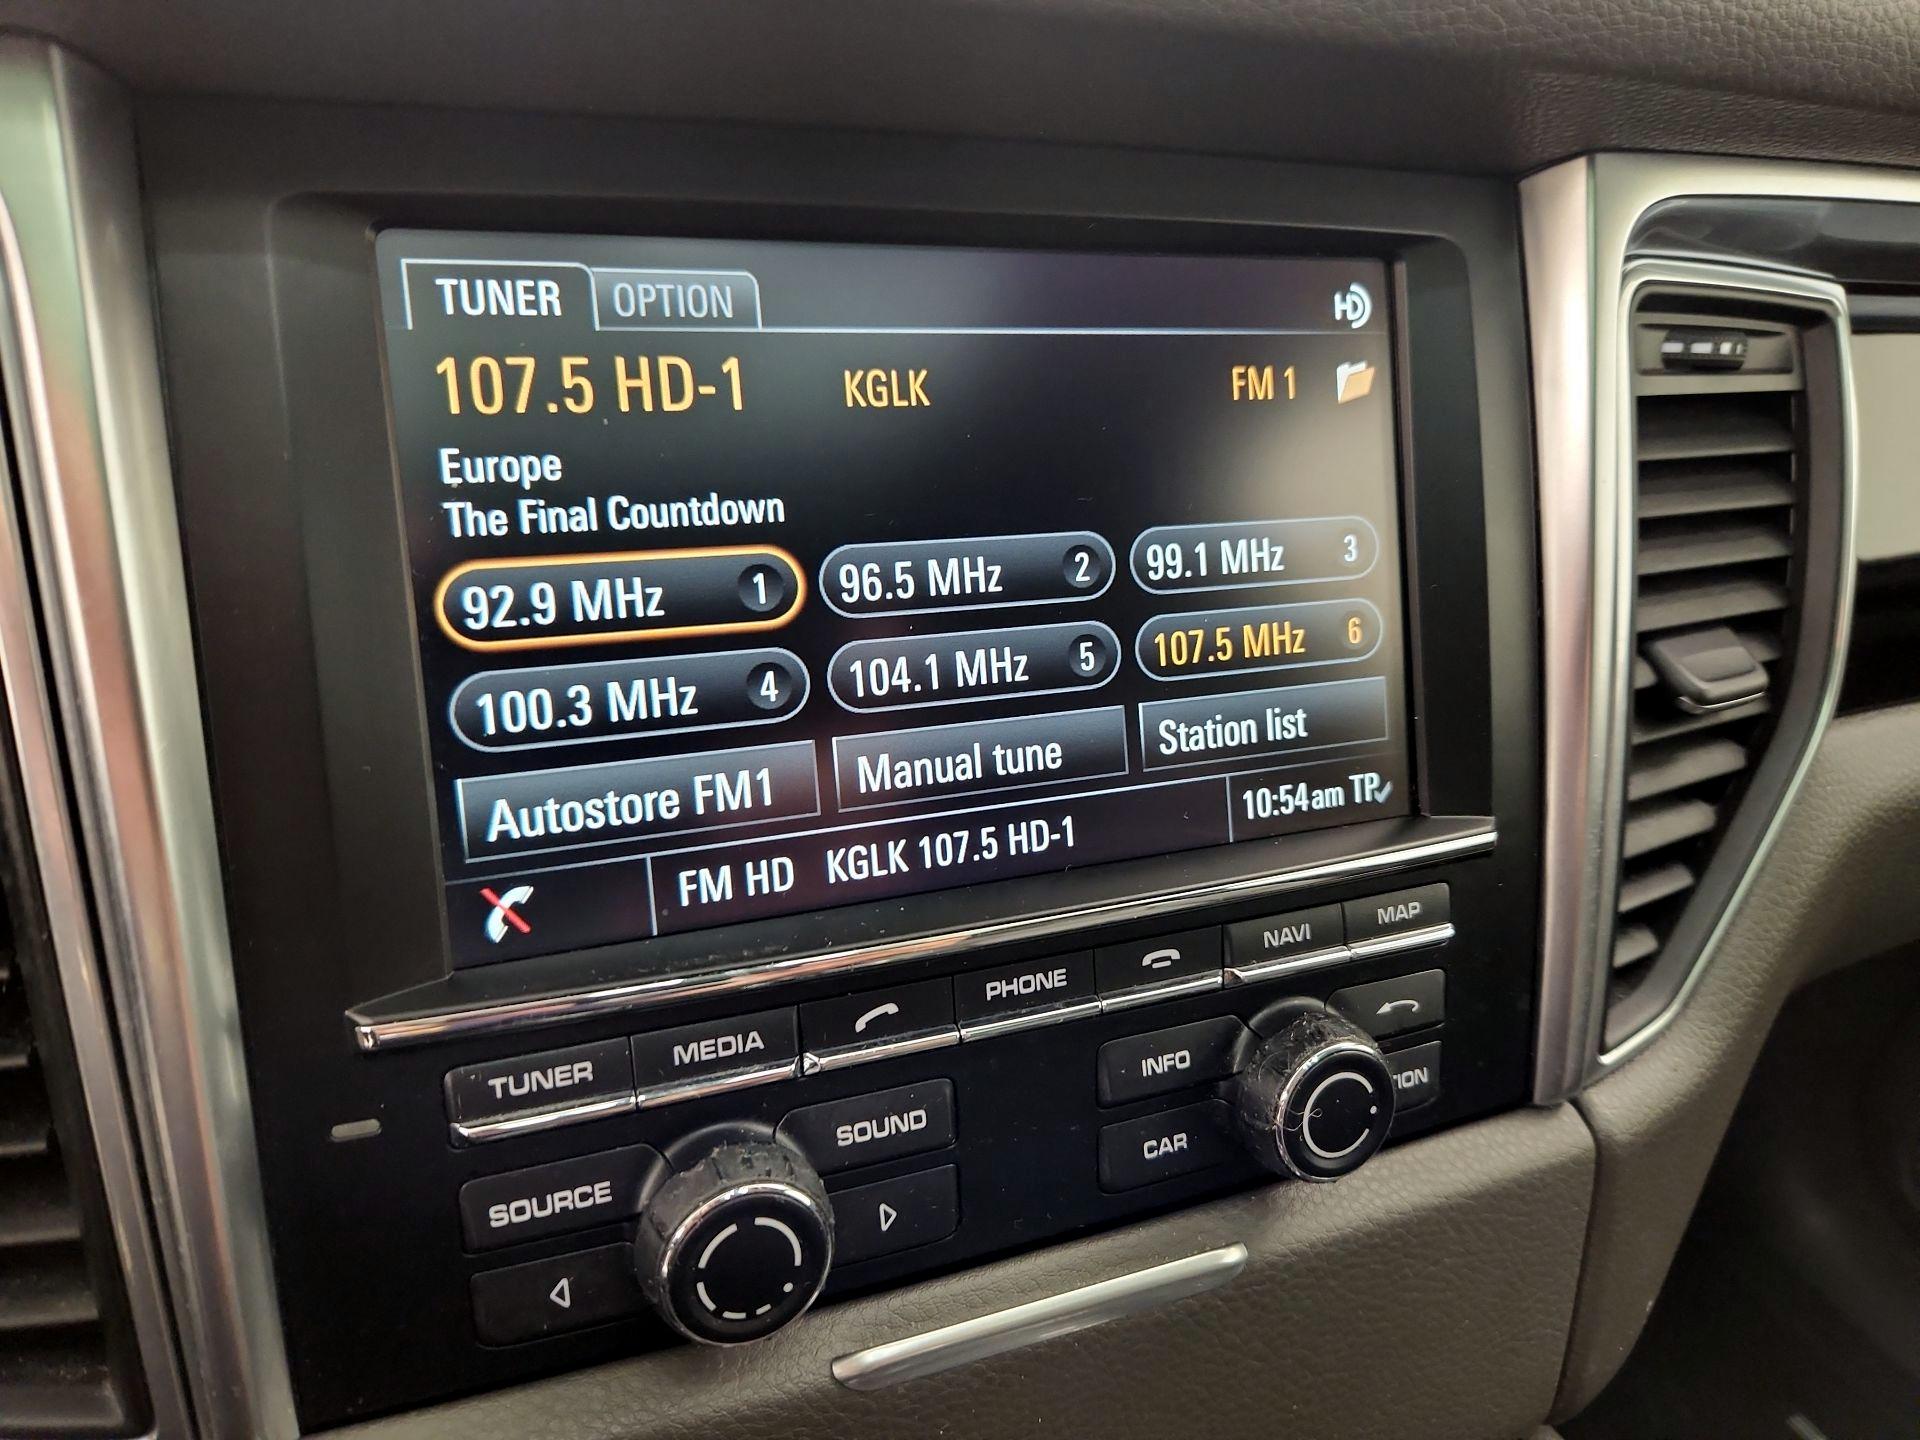 TUNER OPTION HD
107.5 HD-1 KGLK FM 1
Europe
The Final Countdown
92.9 MHz 1 96.5 MHz 2 99.1 MHz 3
100.3 MHz 4 104.1 MHz 5 107.5 MHz 6
Autostore FM1 Manual tune Station list
FM HD KGLK 107.5 HD-1 10:54am TP
TUNER MEDIA PHONE NAVI MAP
SOUND INFO
SOURCE CAR